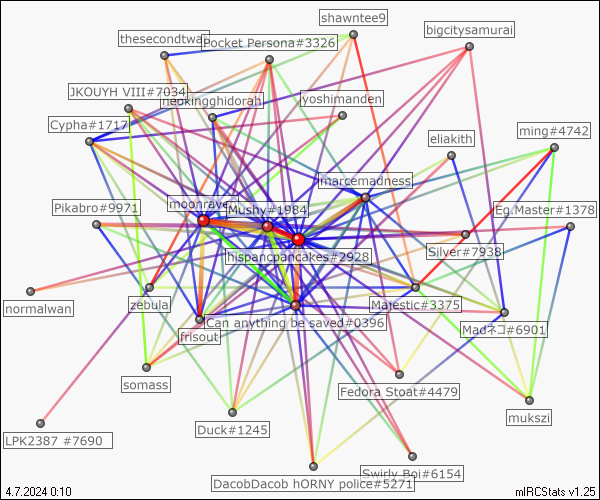 shawntee9
bigcitysamurai
thesecondtwa
Pocket Persona#3326
JKOUYH VIII#7034
neokingghidorah
yoshimanden
Cypha#1717
eliakith
ming#4742
marcemadness
Pikabro#9971
moonrave
Mushy#1984
Eg.Master#1378
hispancpancakes#2928
Silver#7938
normalwan
zebula
Majestic#3375
Can anything be saved#0396
Madネコ#6901
frisout
somass
Fedora Stoat#4479
mukszi
Duck#1245
LPK2387 #7690
Swirly Boi#6154
DacobDacob hORNY police#5271
4.7.2024 0:10
mIRCStats v1.25